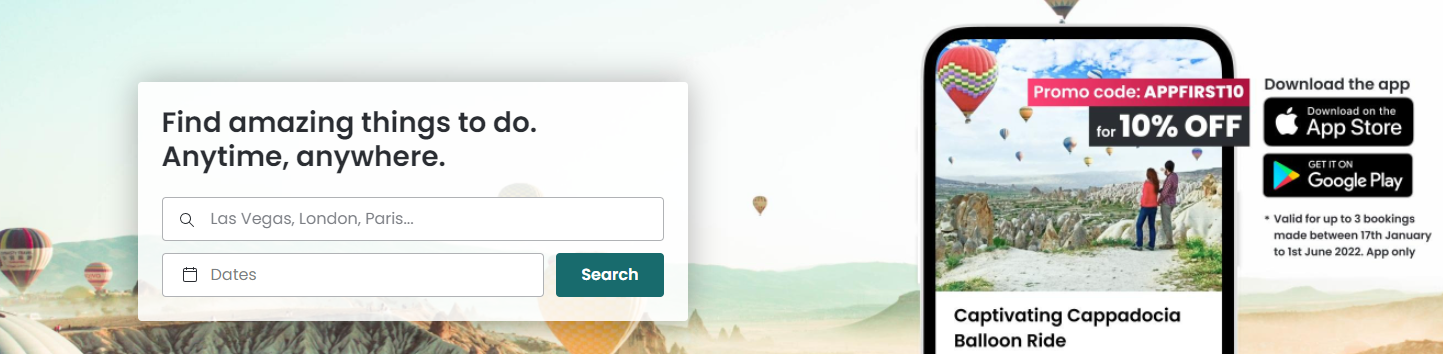 Find amazing things to do.
Anytime, anywhere.
Las Vegas, London, Paris...
Dates
Search
Promo code: APPFIRST10
for 10% OFF
Captivating Cappadocia
Balloon Ride
Download the app
Download on the
App Store
GET IT ON
Google Play
* Valid for up to 3 bookings
made between 17th January
to 1st June 2022. App only